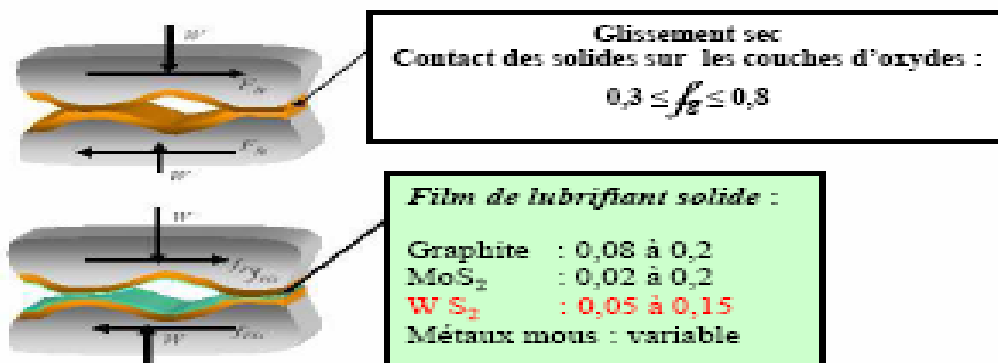 W
Glissement sec
Contact des solides sur les couches d'oxydes :
0,3 ≤ fg ≤ 0,8
W
W
Film de lubrifiant solide :
Graphite : 0,08 à 0,2
MoS₂ : 0,02 à 0,2
W S₂ : 0,05 à 0,15
Métaux mous : variable
W